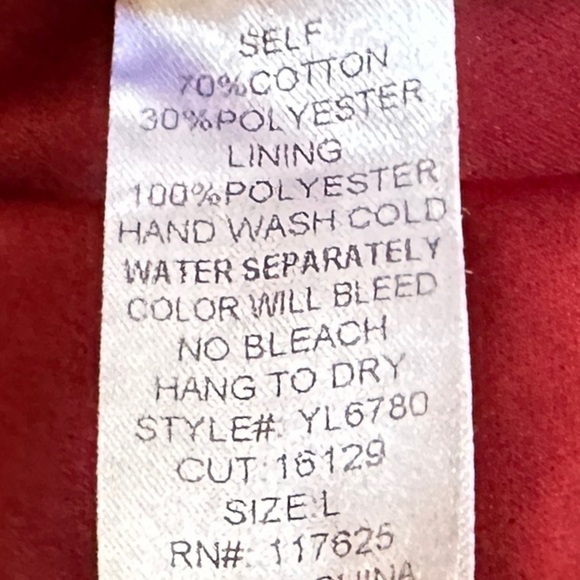 SELF
70%COTTON
30%POLYESTER
LINING
100%POLYESTER
HAND WASH COLD
WATER SEPARATELY
COLOR WILL BLEED
NO BLEACH
HANG TO DRY
STYLE#: YL6780
CUT:16129
SIZE:L
RN#: 117625
CHINA